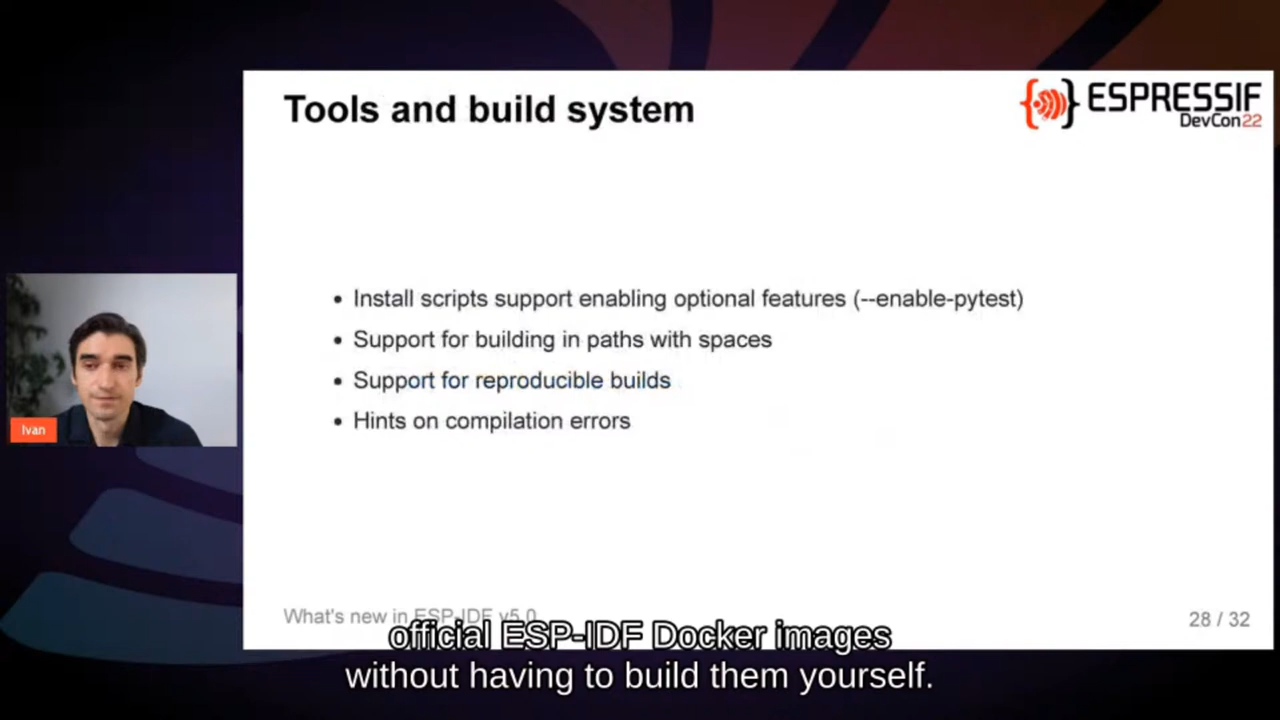 Tools and build system
{ } ESPRESSIF
DevCon22
• Install scripts support enabling optional features (--enable-pytest)
• Support for building in paths with spaces
• Support for reproducible builds
• Hints on compilation errors
Ivan
What's new in ESP-IDF v5.0
28 / 32
official ESP-IDF Docker images
without having to build them yourself.